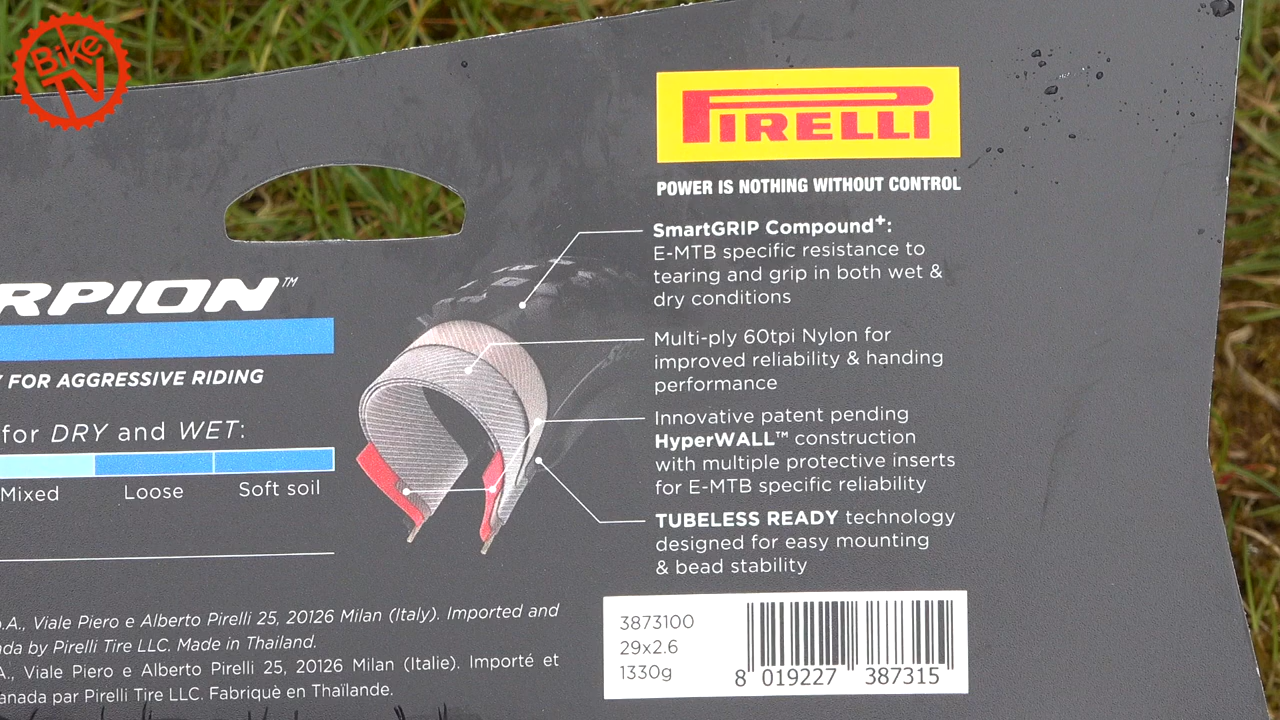 Bike
TV
PIRELLI
POWER IS NOTHING WITHOUT CONTROL
SmartGRIP Compound⁺:
E-MTB specific resistance to
tearing and grip in both wet &
dry conditions
RPION™
FOR AGGRESSIVE RIDING
for DRY and WET:
Mixed Loose Soft soil
Multi-ply 60tpi Nylon for
improved reliability & handing
performance
Innovative patent pending
HyperWALL™ construction
with multiple protective inserts
for E-MTB specific reliability
TUBELESS READY technology
designed for easy mounting
& bead stability
.A., Viale Piero e Alberto Pirelli 25, 20126 Milan (Italy). Imported and
da by Pirelli Tire LLC. Made in Thailand.
A., Viale Piero e Alberto Pirelli 25, 20126 Milan (Italie). Importé et
anada par Pirelli Tire LLC. Fabriquè en Thaïlande.
3873100
29x2.6
1330g
8 019227 387315